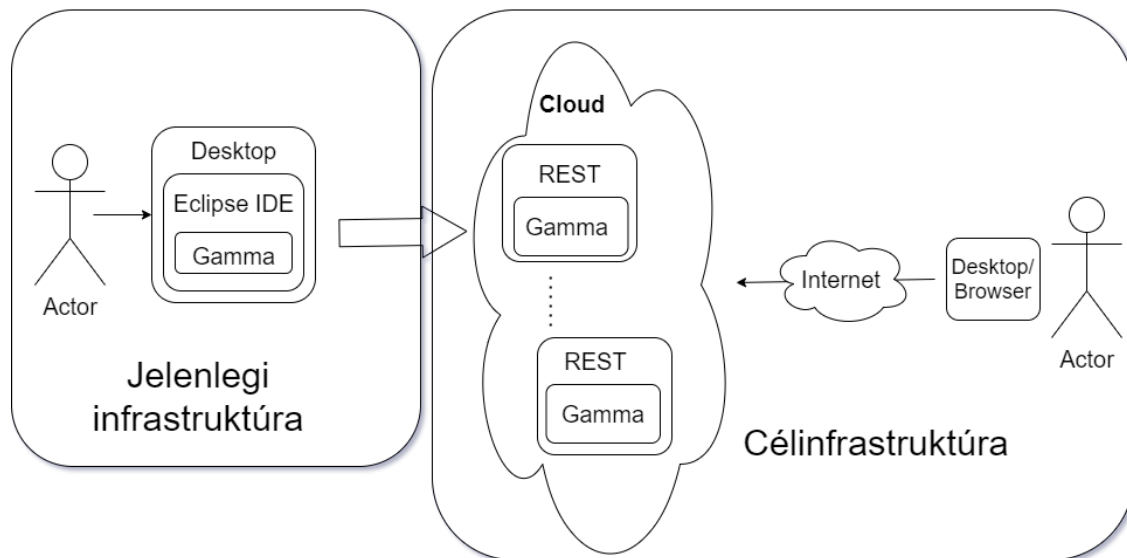 Desktop
Eclipse IDE
Gamma
Actor
Jelenlegi
infrastruktúra
Cloud
REST
Gamma
REST
Gamma
Internet
Desktop/
Browser
Actor
Célinfrastruktúra